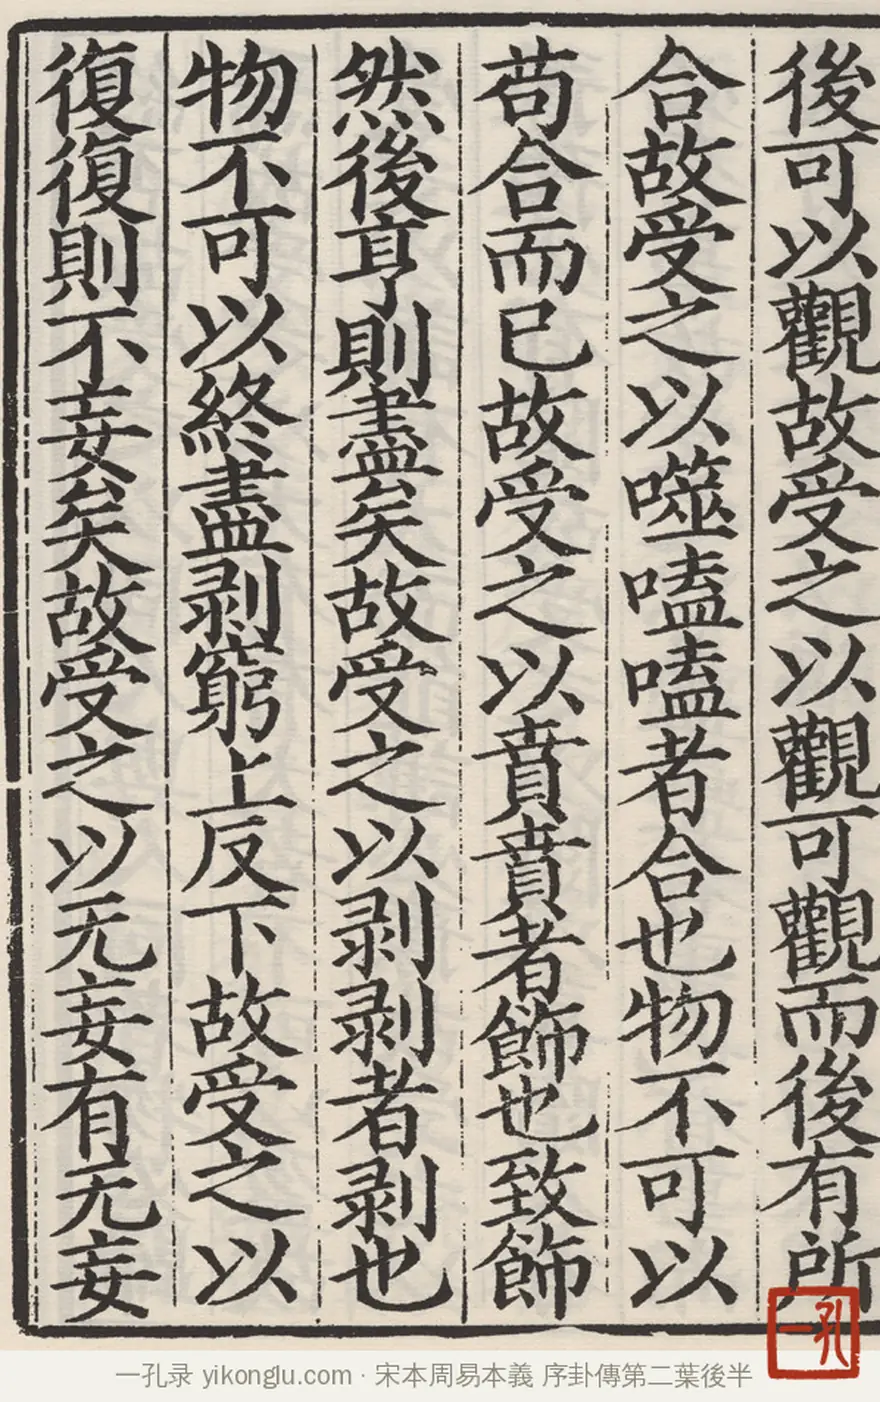 後可以觀故受之以觀可觀而後有所
合故受之以噬嗑嗑者合也物不可以
苟合而已故受之以賁賁者飾也致飾
然後亨則盡矣故受之以剥剥者剥也
物不可以終盡剥窮上反下故受之以
復復則不妄矣故受之以无妄有无妄
一孔
一孔录 yikonglu.com · 宋本周易本義 序卦傳第二葉後半